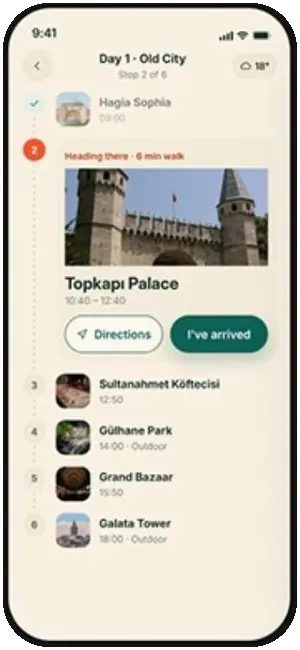 9:41
Day 1 · Old City
Stop 2 of 6
18°
Hagia Sophia
09:00
2
Heading there · 6 min walk
Topkapı Palace
10:40 – 12:40
Directions
I've arrived
3
Sultanahmet Köftecisi
12:50
4
Gülhane Park
14:00 · Outdoor
5
Grand Bazaar
15:50
6
Galata Tower
18:00 · Outdoor